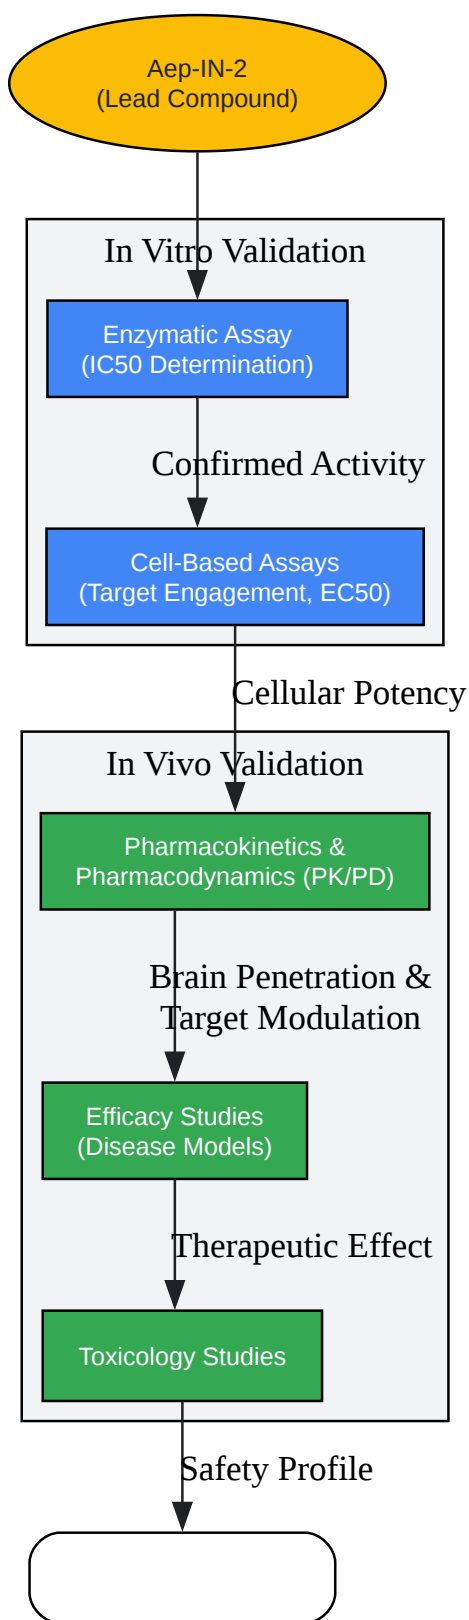 Aep-IN-2
(Lead Compound)
In Vitro Validation
Enzymatic Assay
(IC50 Determination)
Confirmed Activity
Cell-Based Assays
(Target Engagement, EC50)
Cellular Potency
In Vivo Validation
Pharmacokinetics &
Pharmacodynamics (PK/PD)
Brain Penetration &
Target Modulation
Efficacy Studies
(Disease Models)
Therapeutic Effect
Toxicology Studies
Safety Profile